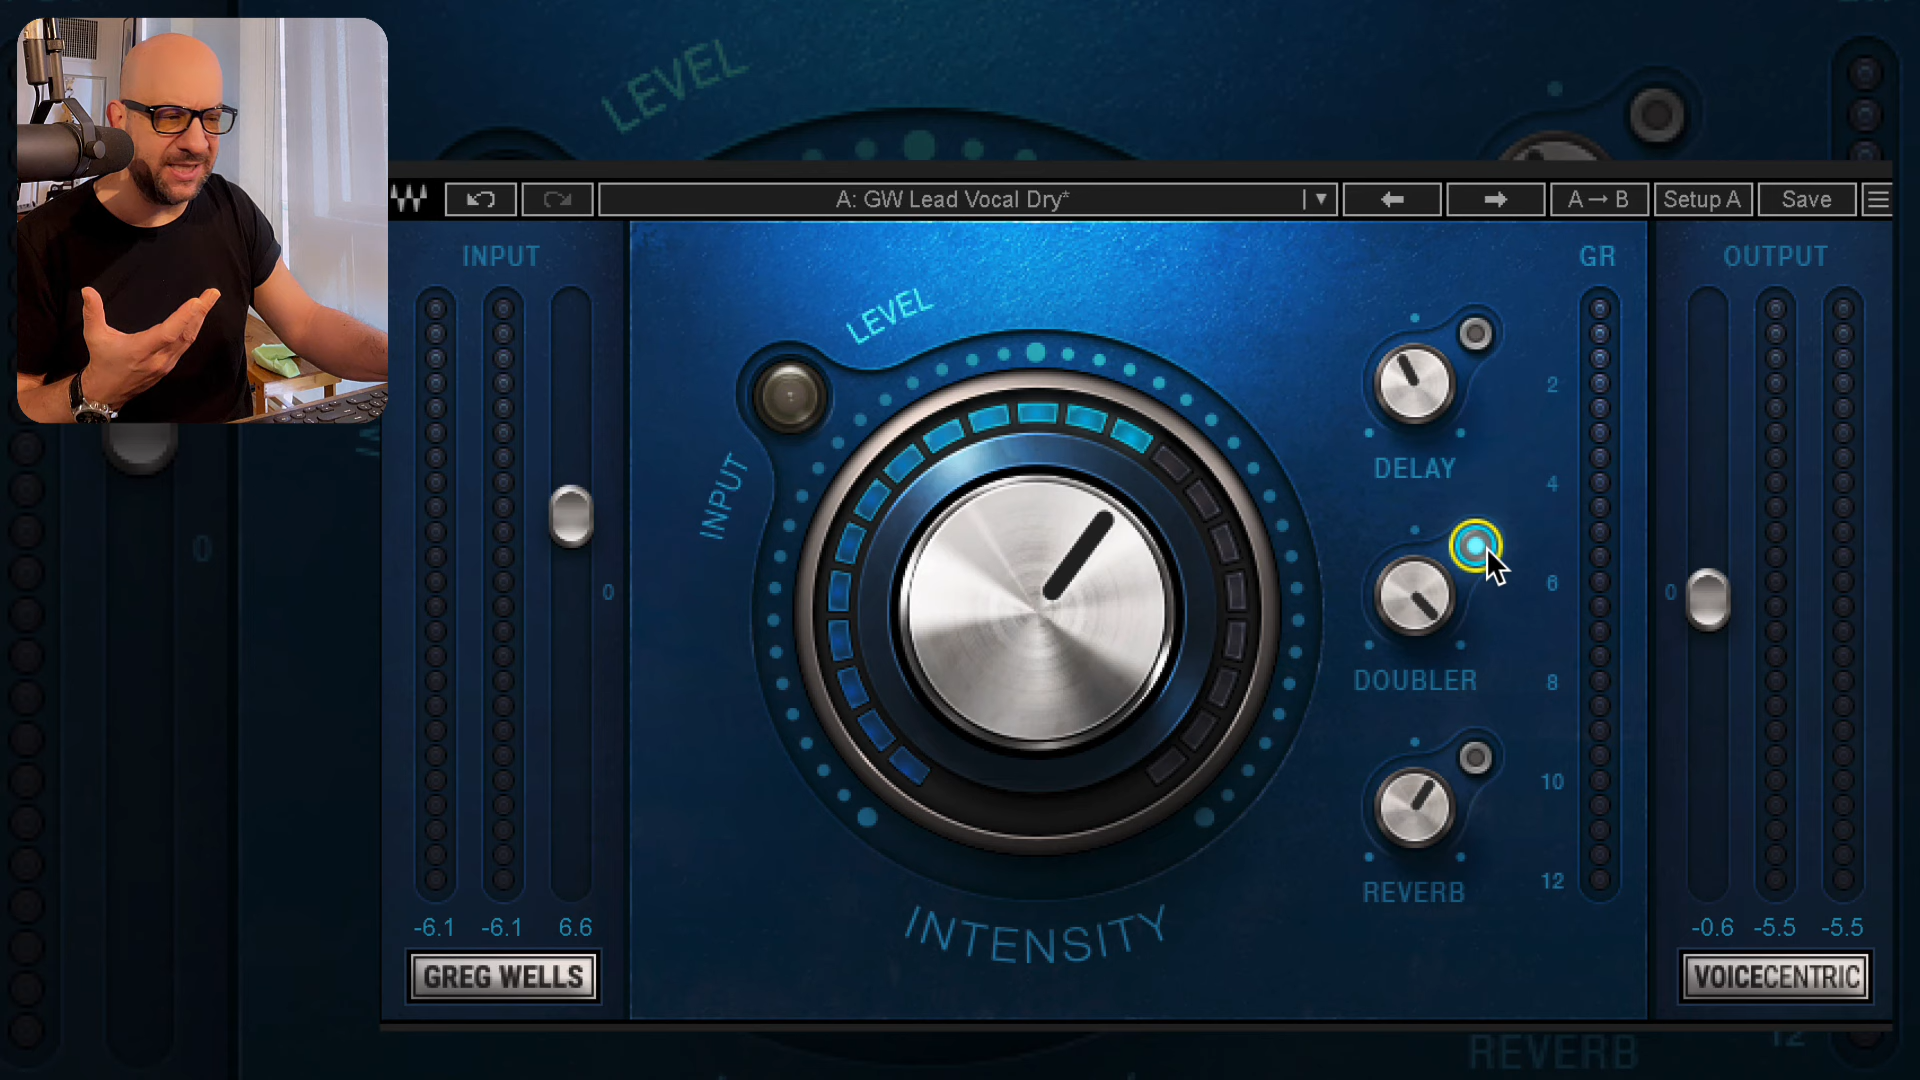 LEVEL
A: GW Lead Vocal Dry*
A→B
Setup A
Save
INPUT
GR
OUTPUT
LEVEL
INPUT
2
DELAY
4
0
6
0
0
DOUBLER
8
10
REVERB
12
INTENSITY
-6.1 -6.1 6.6
-0.6 -5.5 -5.5
GREG WELLS
VOICECENTRIC
REVERB
12